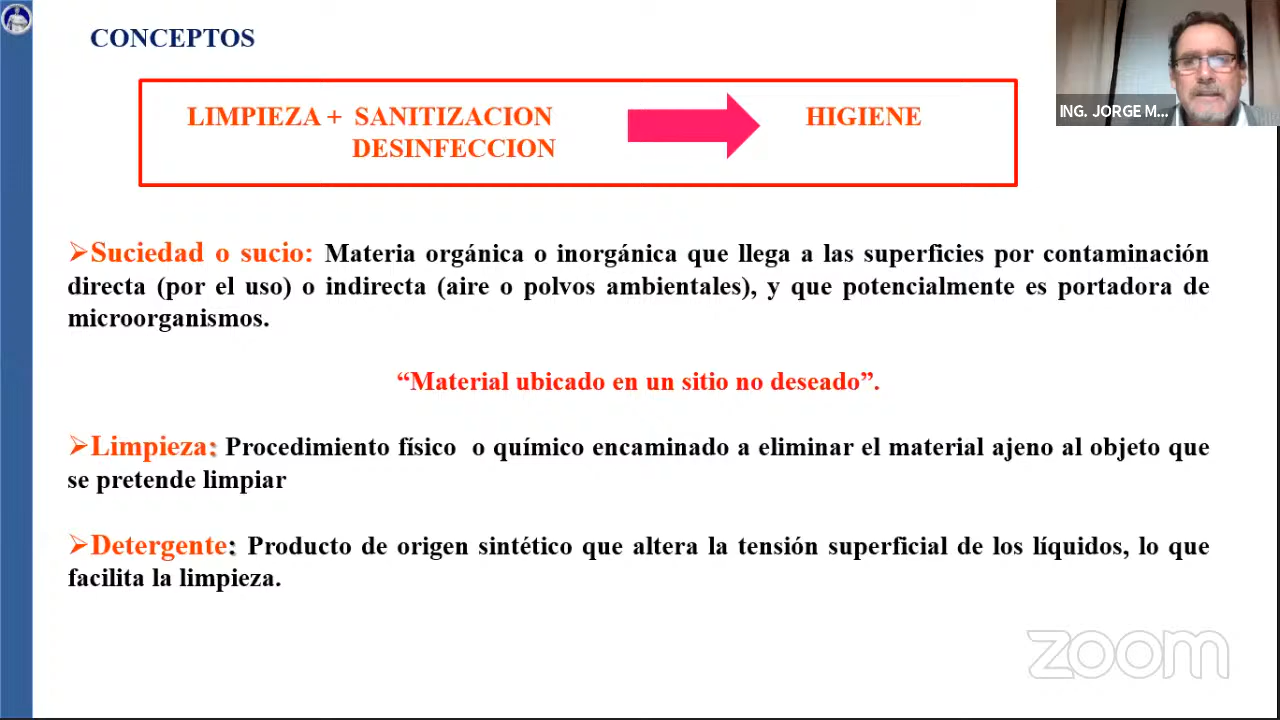 CONCEPTOS
LIMPIEZA + SANITIZACION
DESINFECCION
HIGIENE
ING. JORGE M...
➢Suciedad o sucio: Materia orgánica o inorgánica que llega a las superficies por contaminación
directa (por el uso) o indirecta (aire o polvos ambientales), y que potencialmente es portadora de
microorganismos.
“Material ubicado en un sitio no deseado”.
➢Limpieza: Procedimiento físico o químico encaminado a eliminar el material ajeno al objeto que
se pretende limpiar
➢Detergente: Producto de origen sintético que altera la tensión superficial de los líquidos, lo que
facilita la limpieza.
zoom